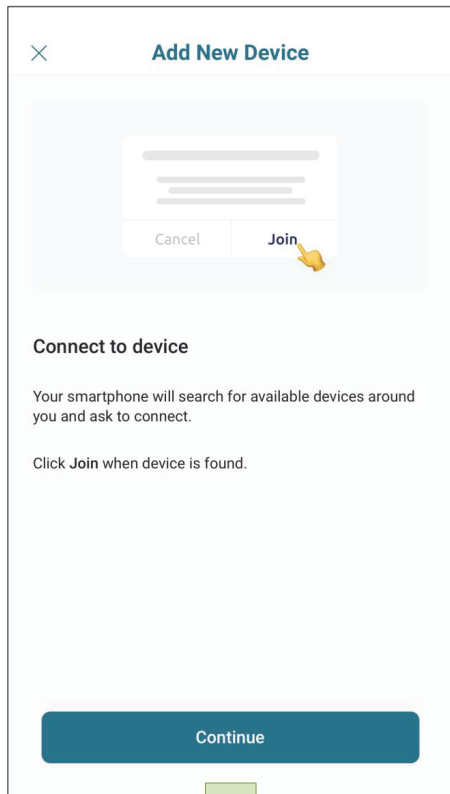 Add New Device
Cancel Join
Connect to device
Your smartphone will search for available devices around
you and ask to connect.
Click Join when device is found.
Continue